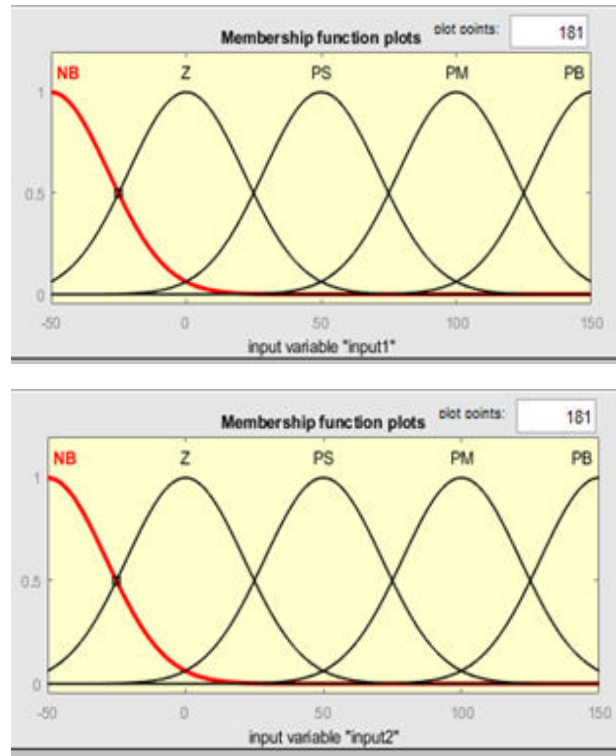 Membership function plots plot points: 181
NB Z PS PM PB
1
0.5
0
-50 0 50 100 150
input variable "input1"
Membership function plots plot points: 181
NB Z PS PM PB
1
0.5
0
-50 0 50 100 150
input variable "input2"